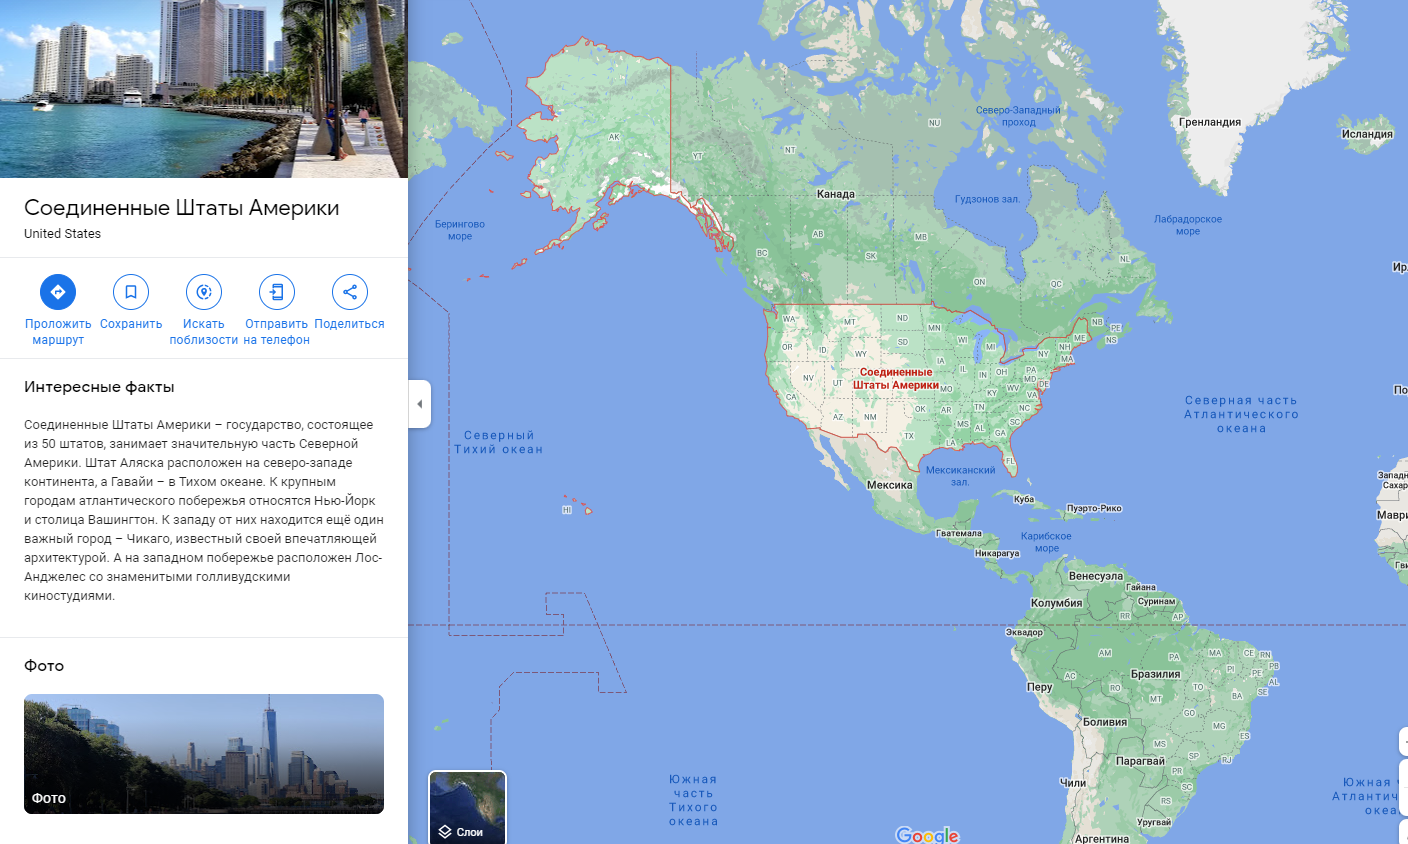 Соединенные Штаты Америки
United States
Проложить маршрут
Сохранить
Искать поблизости
Отправить на телефон
Поделиться
Интересные факты
Соединенные Штаты Америки – государство, состоящее
из 50 штатов, занимает значительную часть Северной
Америки. Штат Аляска расположен на северо-западе
континента, а Гавайи – в Тихом океане. К крупным
городам атлантического побережья относятся Нью-Йорк
и столица Вашингтон. К западу от них находится ещё один
важный город – Чикаго, известный своей впечатляющей
архитектурой. А на западном побережье расположен Лос-
Анджелес со знаменитыми голливудскими
киностудиями.
Фото
Фото
Слои
Северо-Западный
проход
Гренландия
Исландия
NU
AK
YT
NT
Канада
Гудзонов зал.
Лабрадорское
море
Берингово
море
BC
AB
SK
MB
ON
QC
NL
Ир
NB
PE
NS
WA
MT
ND
MN
WI
MI
ME
NH
MA
NY
OR
ID
WY
SD
IA
IL
IN
OH
PA
MD
DE
Соединенные
Штаты Америки
NV
UT
MO
KY
WV
VA
CA
AZ
NM
OK
AR
TN
NC
SC
MS
AL
GA
TX
LA
FL
По
Северная часть
Атлантического
океана
Северный
Тихий океан
Мексиканский
зал.
Мексика
HI
Куба
Пуэрто-Рико
Западн
Сахар
Маври
Гватемала
Никарагуа
Карибское
море
Гви
Венесуэла
Гайана
Суринам
Колумбия
RR
AP
Эквадор
AM
PA
MA
CE
RN
PB
PI
PE
AL
SE
AC
RO
Бразилия
TO
BA
Перу
MT
GO
Боливия
MG
ES
MS
SP
RJ
Парагвай
PR
SC
Чили
RS
Уругвай
Аргентина
Южная
часть
Тихого
океана
Южная ч
Атлантич
океа
Google